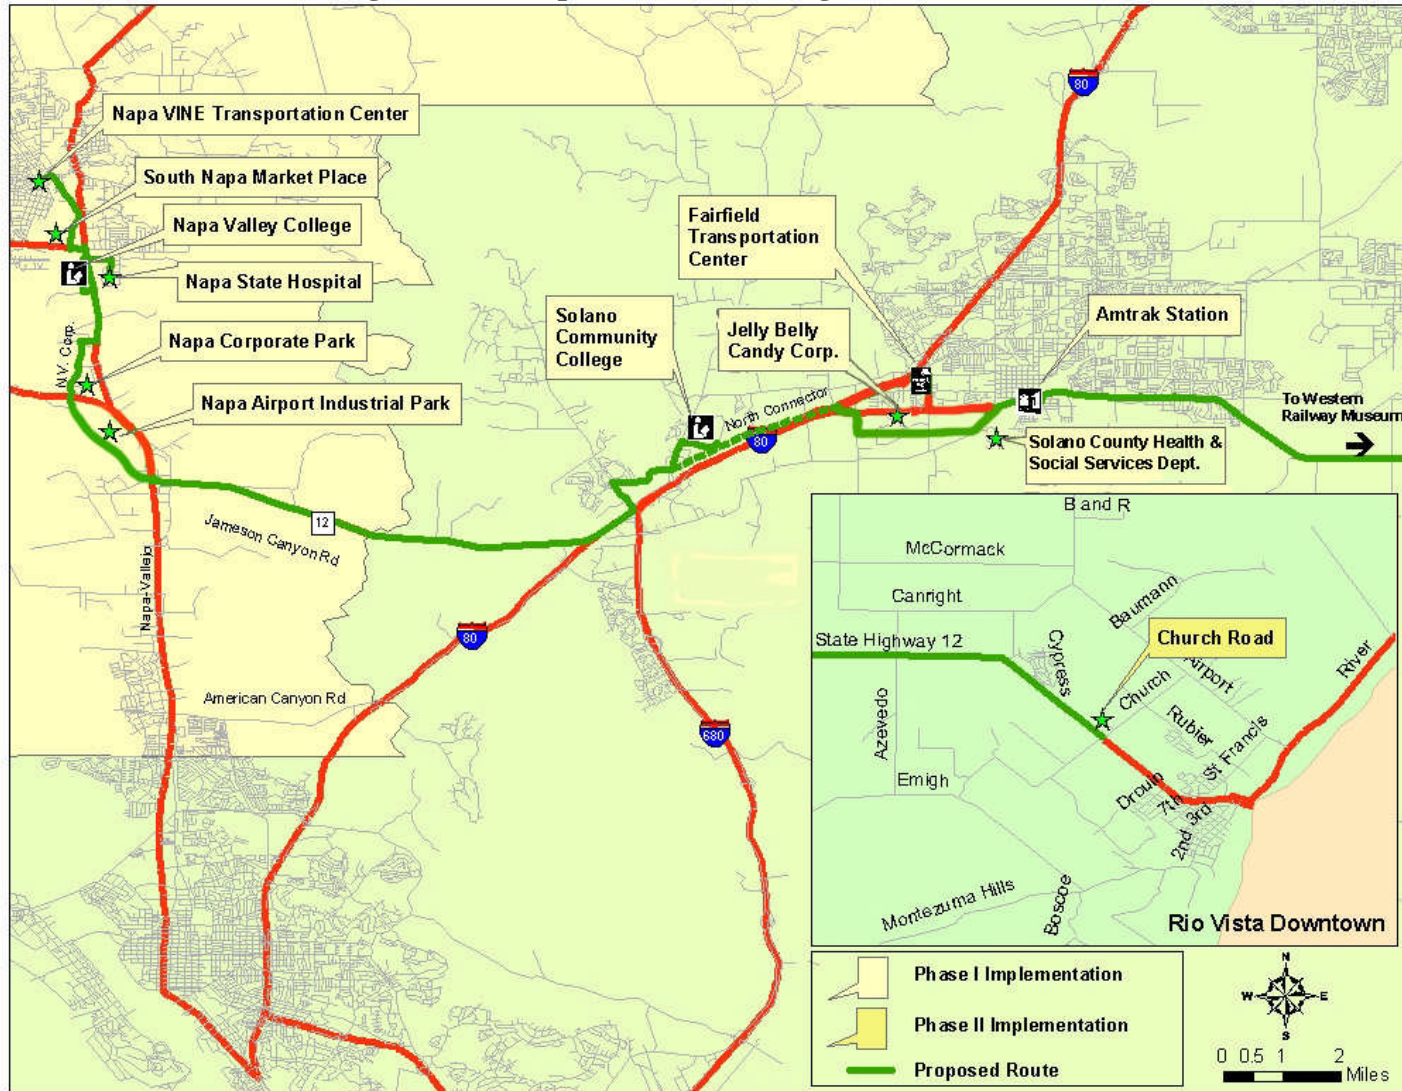 Napa VINE Transportation Center
South Napa Market Place
Napa Valley College
Napa State Hospital
N.V. Corp.
Napa Corporate Park
Napa Airport Industrial Park
Fairfield
Transportation
Center
Solano
Community
College
Jelly Belly
Candy Corp.
Amtrak Station
North Connector
80
80
80
680
12
To Western
Railway Museum
Solano County Health &
Social Services Dept.
Jameson Canyon Rd
Napa-Vallejo
American Canyon Rd
B and R
McCormack
Canright
Baumann
State Highway 12
Cypress
Church Road
Church
Airport
River
Azevedo
Rubier
St Francis
Emigh
Drouin
7th
3rd
2nd
Montezuma Hills
Boscoe
Rio Vista Downtown
Phase I Implementation
Phase II Implementation
Proposed Route
N
W
E
S
0 0.5 1 2
Miles